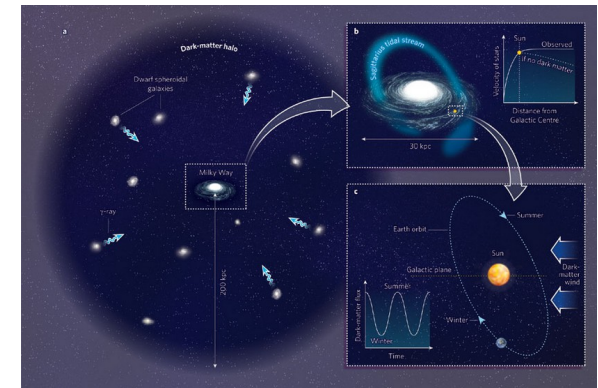 a
Dark-matter halo
Dwarf spheroidal
galaxies
Milky Way
γ-ray
200 kpc
b
Sagittarius tidal stream
30 kpc
Sun
Observed
if no dark matter
Velocity of stars
Distance from
Galactic Centre
c
Summer
Earth orbit
Sun
Galactic plane
Dark-
matter
wind
Winter
Dark-matter flux
Summer
Winter
Time